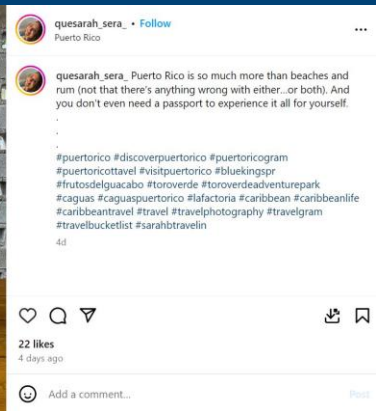 quesarah_sera_ • Follow
Puerto Rico
quesarah_sera_ Puerto Rico is so much more than beaches and
rum (not that there's anything wrong with either...or both). And
you don't even need a passport to experience it all for yourself.
.
.
.
#puertorico #discoverpuertorico #puertoricogram
#puertoricottavel #visitpuertorico #bluekingspr
#frutosdelguacabo #toroverde #toroverdeadventurepark
#caguas #caguaspuertorico #lafactoria #caribbean #caribbeanlife
#caribbeantravel #travel #travelphotography #travelgram
#travelbucketlist #sarahbtravelin
4d
22 likes
4 days ago
Add a comment...
Post